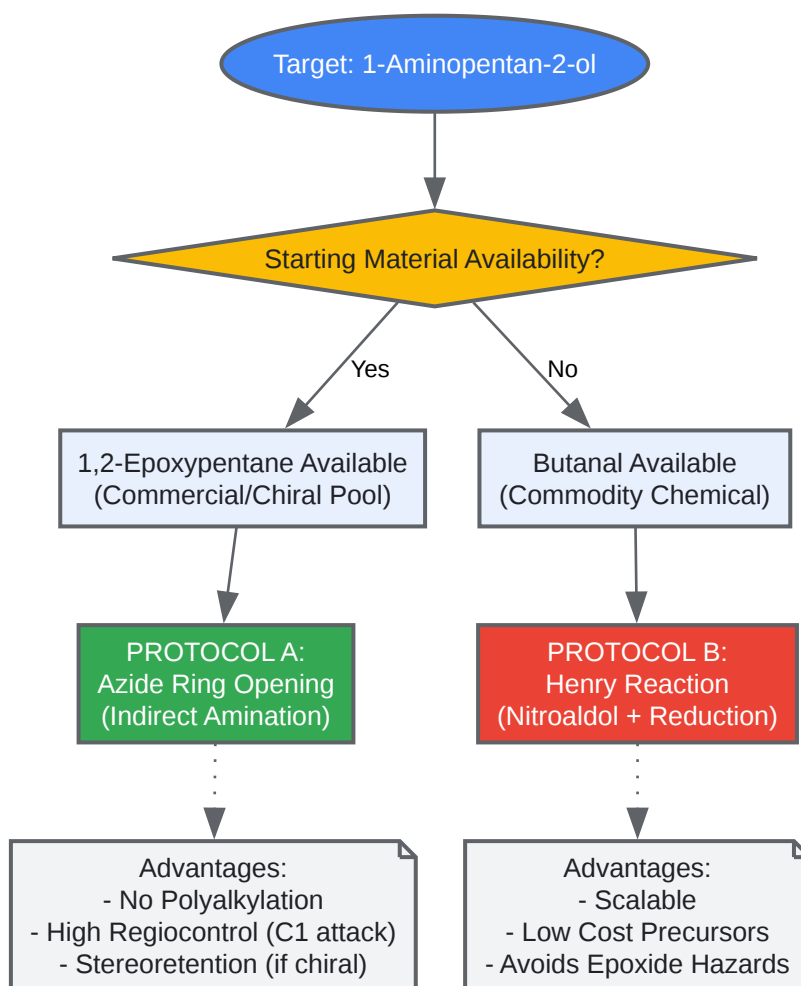 Target: 1-Aminopentan-2-ol
Starting Material Availability?
Yes
No
1,2-Epoxypentane Available
(Commercial/Chiral Pool)
Butanal Available
(Commodity Chemical)
PROTOCOL A:
Azide Ring Opening
(Indirect Amination)
PROTOCOL B:
Henry Reaction
(Nitroaldol + Reduction)
Advantages:
- No Polyalkylation
- High Regiocontrol (C1 attack)
- Stereoretention (if chiral)
Advantages:
- Scalable
- Low Cost Precursors
- Avoids Epoxide Hazards